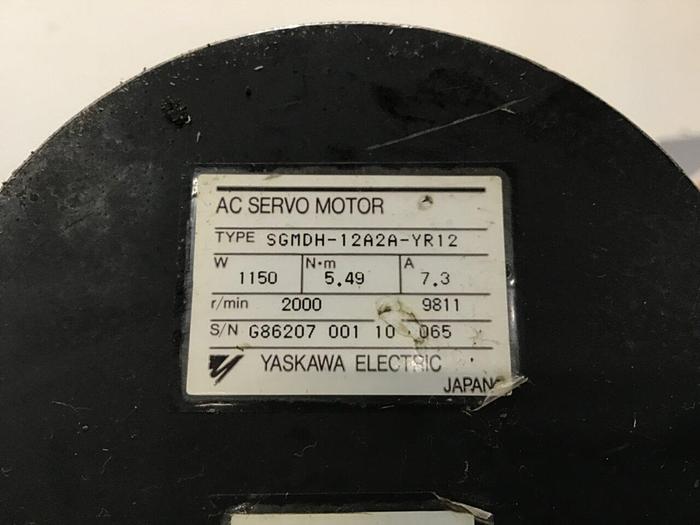 AC SERVO MOTOR
TYPE SGMDH-12A2A-YR12
W 1150 N·m 5.49 A 7.3
r/min 2000 9811
S/N G86207 001 10 065
YASKAWA ELECTRIC
JAPAN